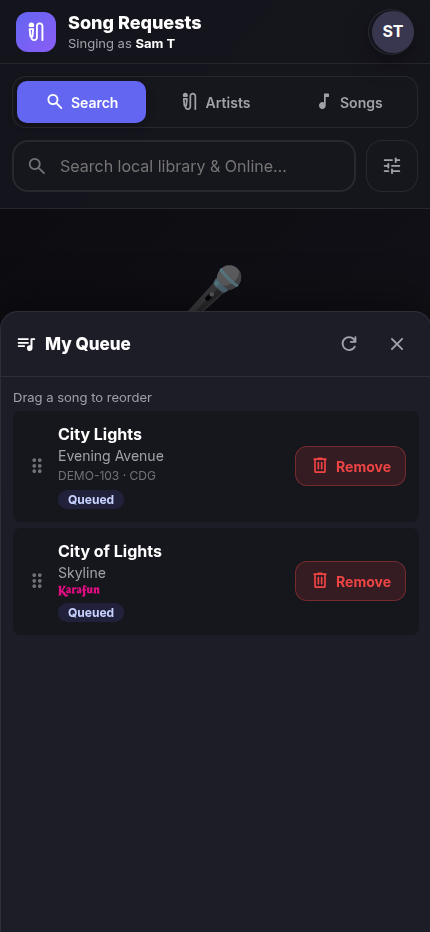 Song Requests
Singing as Sam T
ST
Search
Artists
Songs
Search local library & Online...
My Queue
Drag a song to reorder
City Lights
Evening Avenue
DEMO-103 · CDG
Queued
Remove
City of Lights
Skyline
Karafun
Queued
Remove